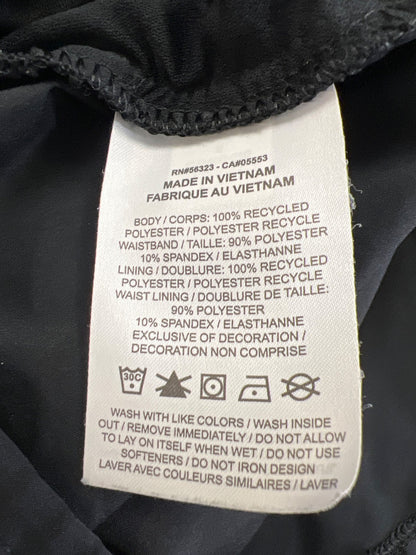 RN#56323 - CA#05553
MADE IN VIETNAM
FABRIQUE AU VIETNAM
BODY / CORPS: 100% RECYCLED
POLYESTER / POLYESTER RECYCLE
WAISTBAND / TAILLE: 90% POLYESTER
10% SPANDEX / ELASTHANNE
LINING / DOUBLURE: 100% RECYCLED
POLYESTER / POLYESTER RECYCLE
WAIST LINING / DOUBLURE DE TAILLE:
90% POLYESTER
10% SPANDEX / ELASTHANNE
EXCLUSIVE OF DECORATION /
DECORATION NON COMPRISE
30C
WASH WITH LIKE COLORS / WASH INSIDE
OUT / REMOVE IMMEDIATELY / DO NOT ALLOW
TO LAY ON ITSELF WHEN WET / DO NOT USE
SOFTENERS / DO NOT IRON DESIGN
LAVER AVEC COULEURS SIMILAIRES / LAVER